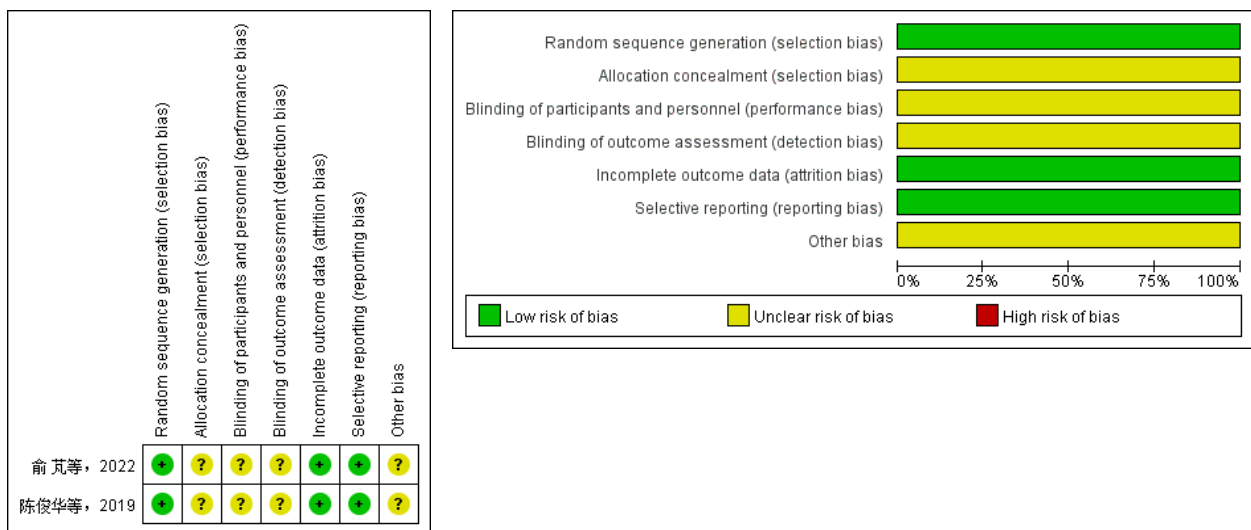 Random sequence generation (selection bias)
Allocation concealment (selection bias)
Blinding of participants and personnel (performance bias)
Blinding of outcome assessment (detection bias)
Incomplete outcome data (attrition bias)
Selective reporting (reporting bias)
Other bias
俞 芃等，2022 + ? ? ? + + ?
陈俊华等，2019 + ? ? ? + + ?
Random sequence generation (selection bias)
Allocation concealment (selection bias)
Blinding of participants and personnel (performance bias)
Blinding of outcome assessment (detection bias)
Incomplete outcome data (attrition bias)
Selective reporting (reporting bias)
Other bias
0% 25% 50% 75% 100%
Low risk of bias Unclear risk of bias High risk of bias